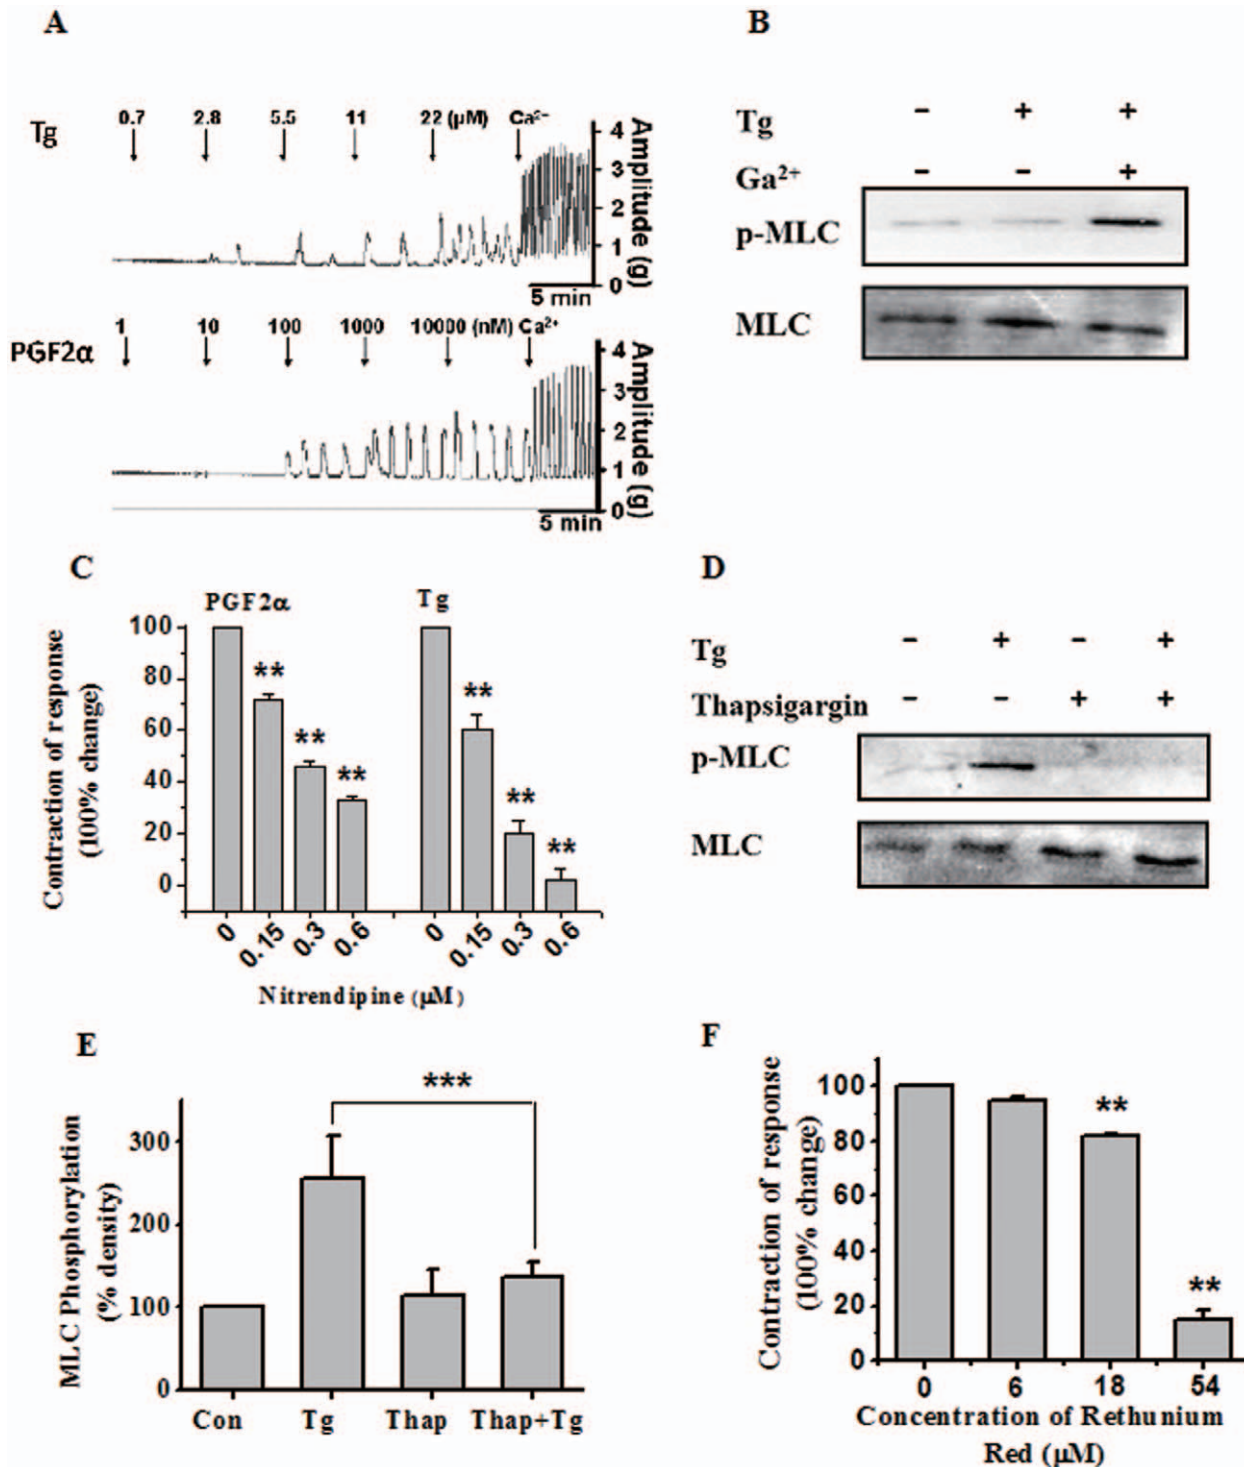 A
Tg
0.7 2.8 5.5 11 22 (μM) Ca²⁺
4
3
2
1
0
Amplitude (g)
5 min
PGF2α
1 10 100 1000 10000 (nM) Ca²⁺
4
3
2
1
0
Amplitude (g)
5 min
B
Tg - + +
Ga²⁺ - - +
p-MLC
MLC
C
PGF2α Tg
Contraction of response
(100% change)
100
80
60
40
20
0
** ** **
** ** **
0 0.15 0.3 0.6 0 0.15 0.3 0.6
Nitrendipine (μM)
D
Tg - + - +
Thapsigargin - - + +
p-MLC
MLC
E
***
MLC Phosphorylation
(% density)
300
200
100
0
Con Tg Thap Thap+Tg
F
Contraction of response
(100% change)
100
80
60
40
20
0
**
**
0 6 18 54
Concentration of Rethunium
Red (μM)